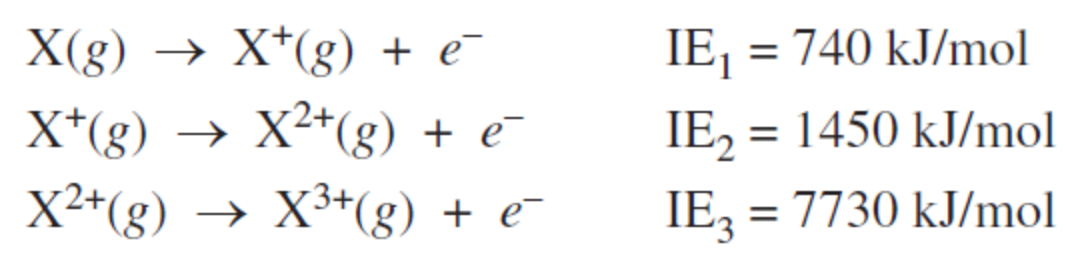 X(g) → X⁺(g) + e⁻ IE₁ = 740 kJ/mol
X⁺(g) → X²⁺(g) + e⁻ IE₂ = 1450 kJ/mol
X²⁺(g) → X³⁺(g) + e⁻ IE₃ = 7730 kJ/mol